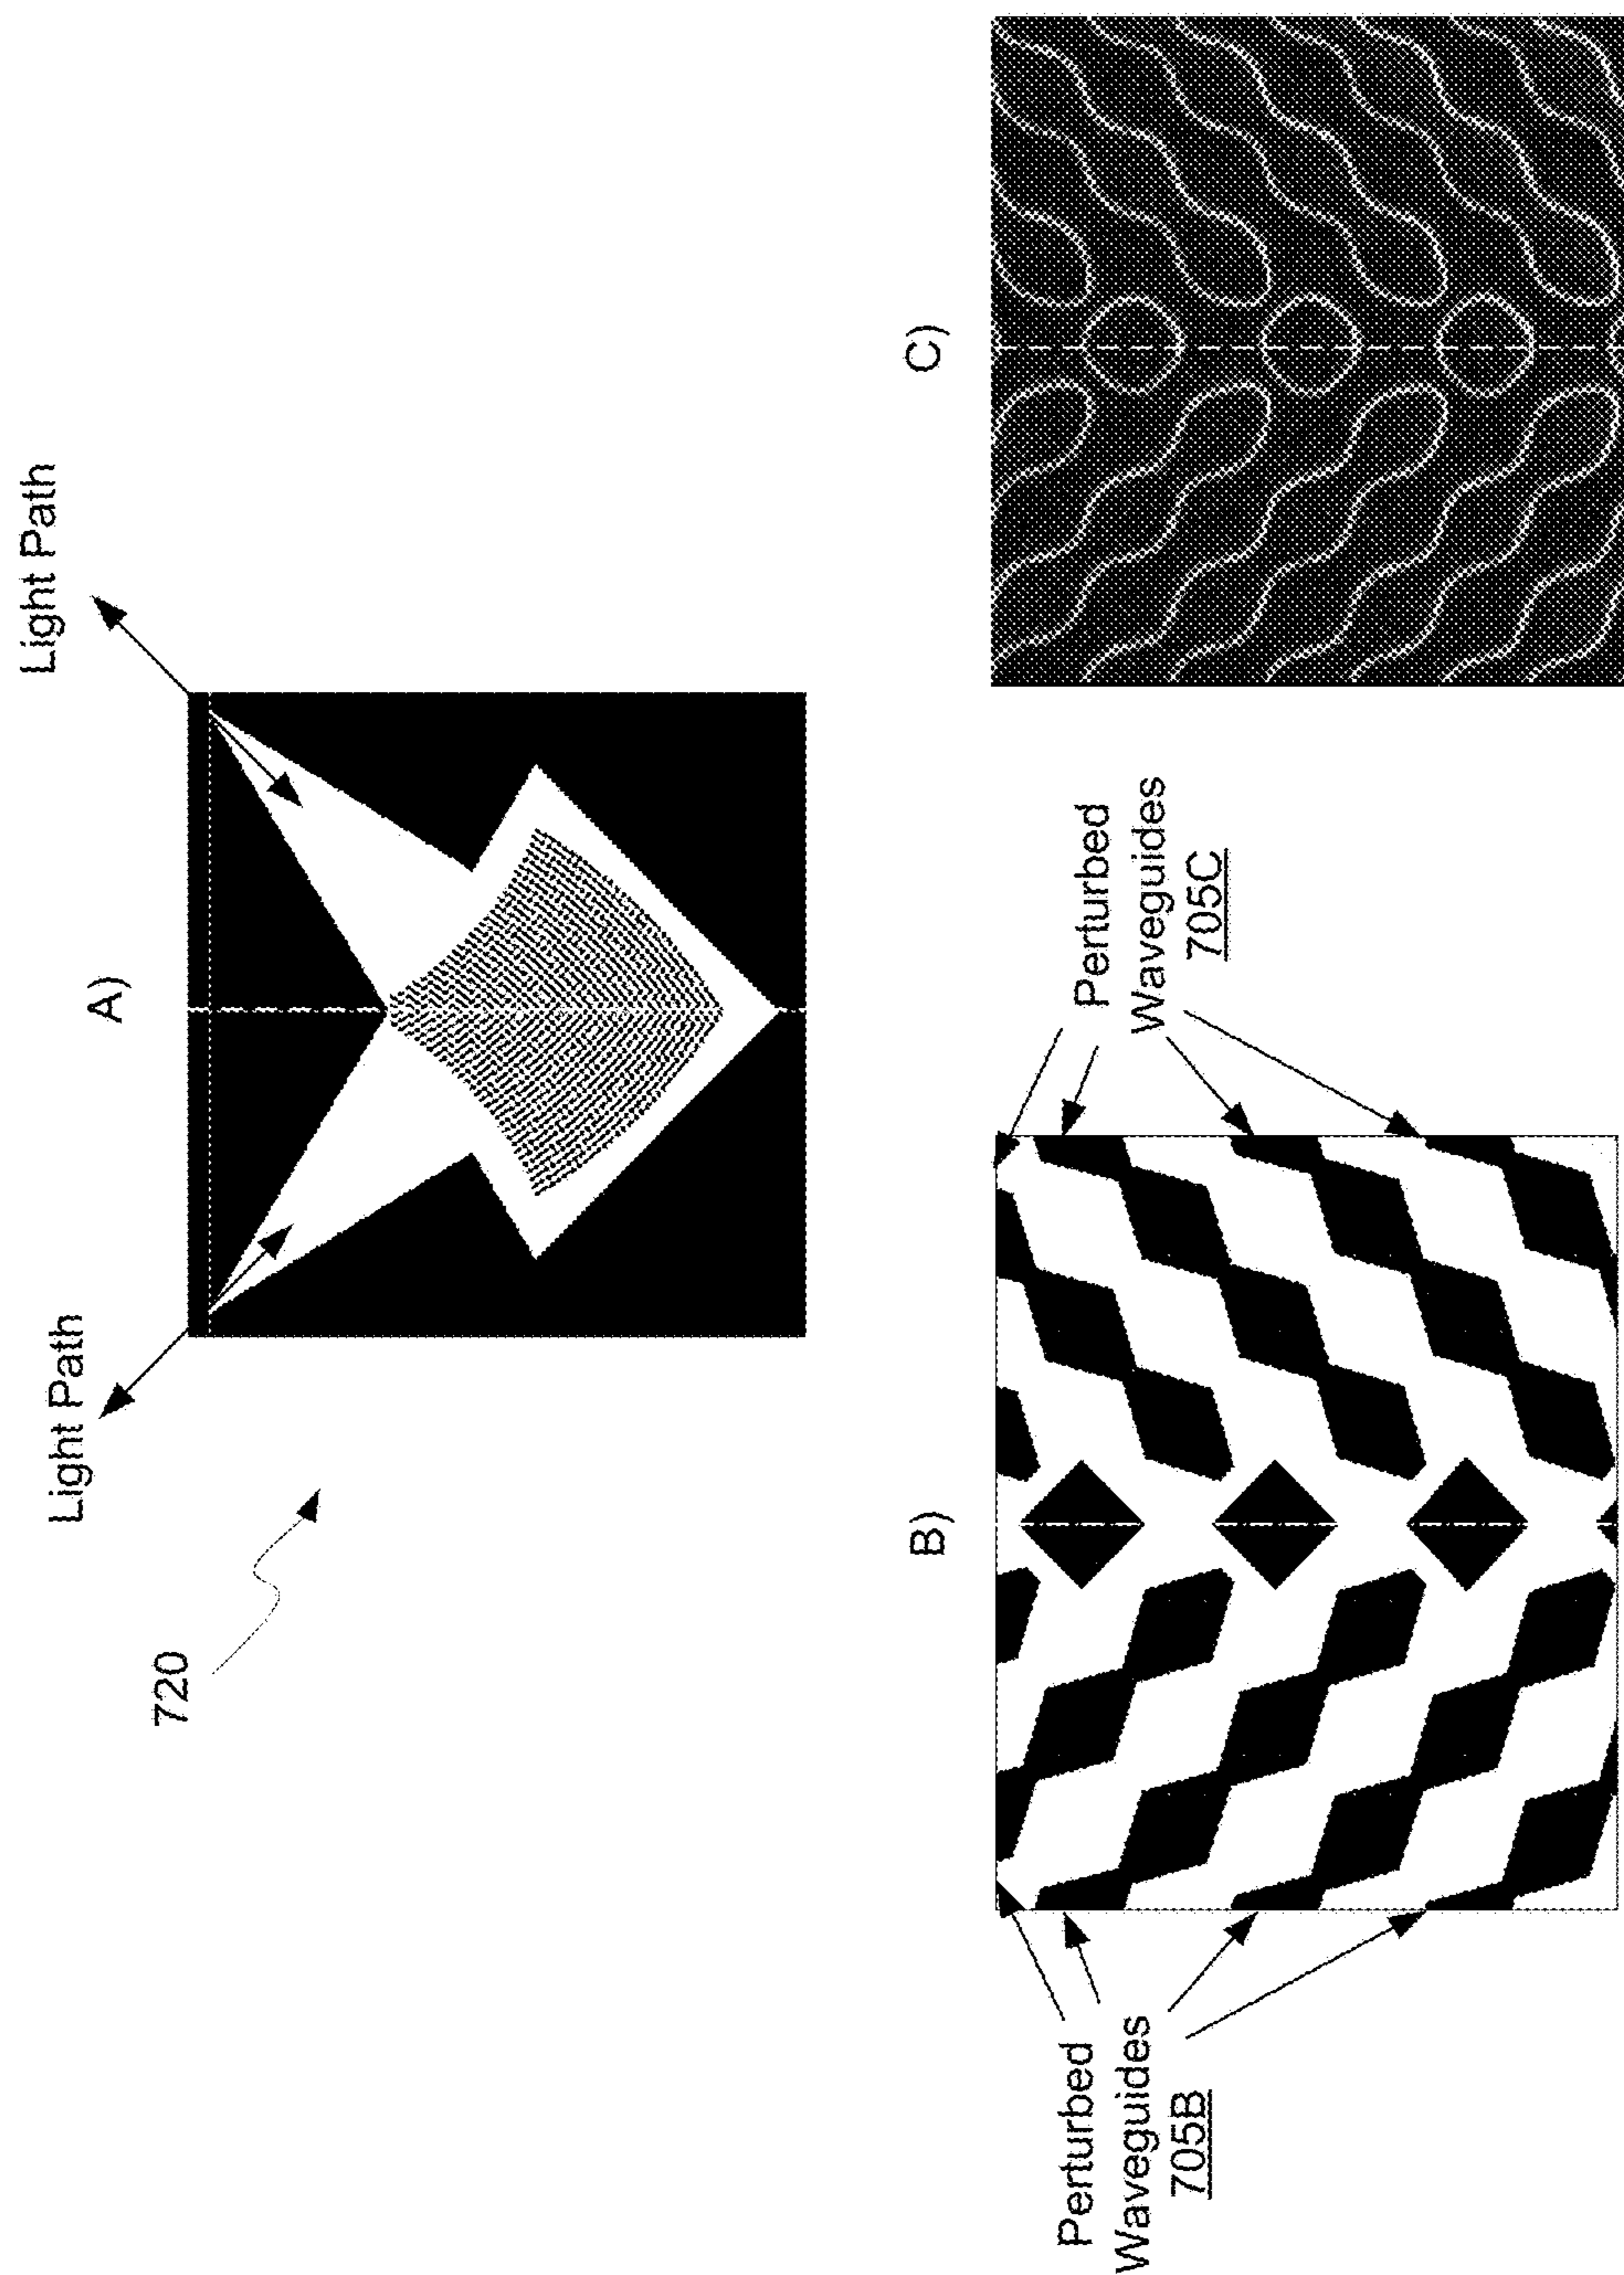 720
Light Path
A)
Light Path
B)
C)
Perturbed
Waveguides
705B
Perturbed
Waveguides
705C